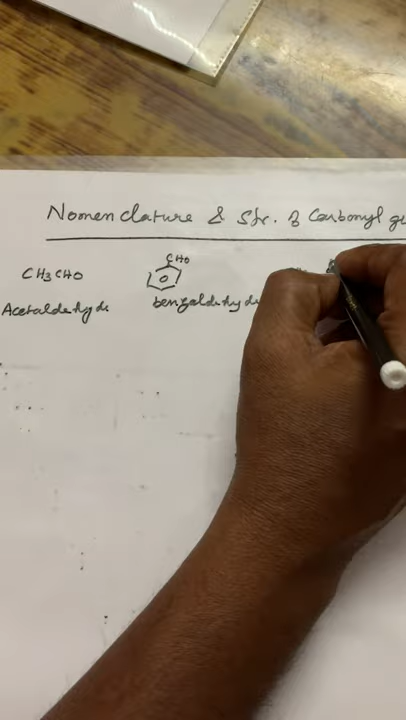 Nomenclature & Str. of Carbonyl
CHO
CH3CHO
Acetaldehyde benzaldehyde